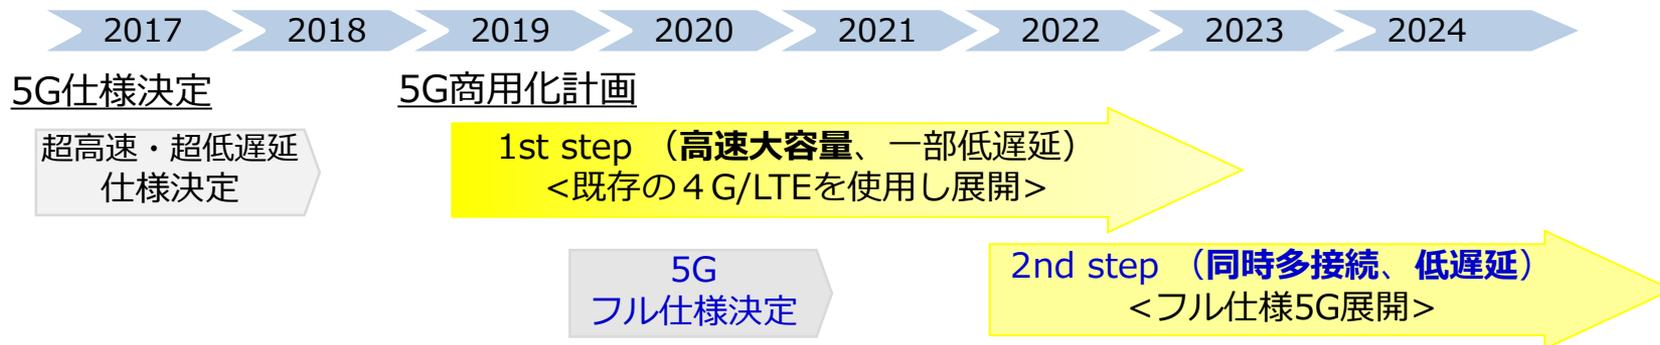 2017 2018 2019 2020 2021 2022 2023 2024
5G仕様決定
超高速・超低遅延
仕様決定
5G商用化計画
1st step （高速大容量、一部低遅延）
<既存の４G/LTEを使用し展開>
5G
フル仕様決定
2nd step （同時多接続、低遅延）
<フル仕様5G展開>